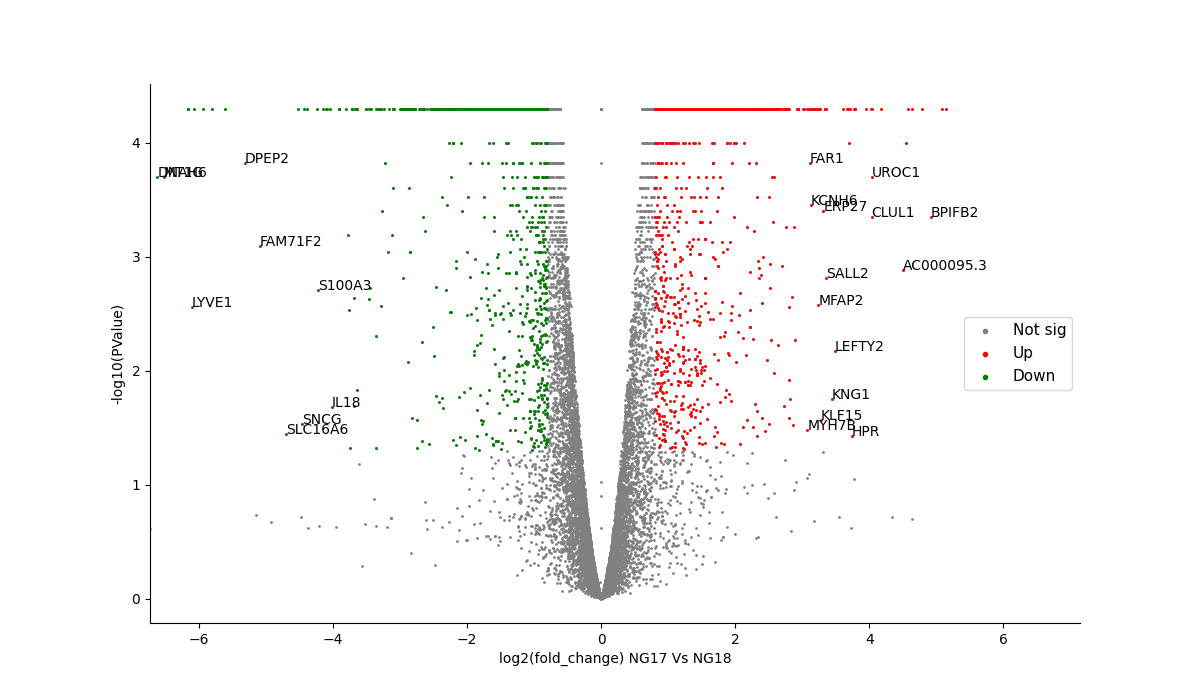 DPEP2
FAR1
UROC1
KCNH6
ERP27
CLUL1
BPIFB2
FAM71F2
AC000095.3
SALL2
S100A3
MFAP2
LYVE1
LEFTY2
KNG1
JL18
KLF15
SNCG
MYH7B
SLC16A6
HPR
Not sig
Up
Down
4
3
2
1
0
-log10(PValue)
−6
−4
−2
0
2
4
6
log2(fold_change) NG17 Vs NG18